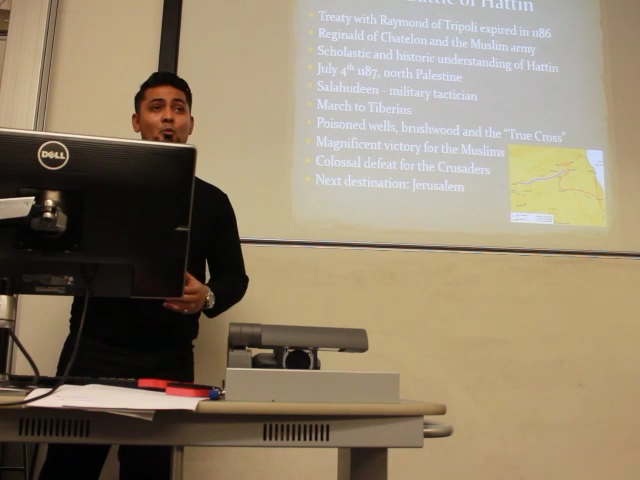 Battle of Hattin
Treaty with Raymond of Tripoli expired in 1186
Reginald of Chatelon and the Muslim army
Scholastic and historic understanding of Hattin
July 4th 1187, north Palestine
Salahudeen - military tactician
March to Tiberius
Poisoned wells, brushwood and the "True Cross"
Magnificent victory for the Muslims
Colossal defeat for the Crusaders
Next destination: Jerusalem
DELL